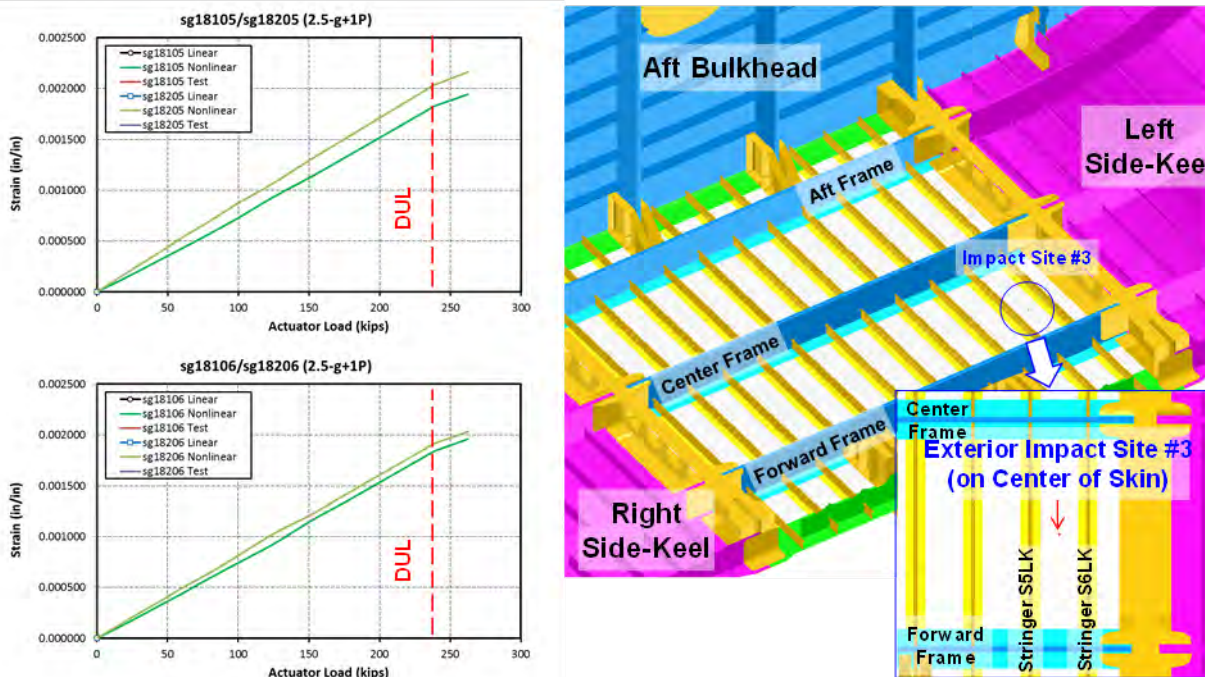 sg18105/sg18205 (2.5-g+1P)
0.002500
0.002000
0.001500
0.001000
0.000500
0.000000
Strain (in/in)
sg18105 Linear
sg18105 Nonlinear
sg18105 Test
sg18205 Linear
sg18205 Nonlinear
sg18205 Test
DUL
0 50 100 150 200 250 300
Actuator Load (kips)
sg18106/sg18206 (2.5-g+1P)
0.002500
0.002000
0.001500
0.001000
0.000500
0.000000
Strain (in/in)
sg18106 Linear
sg18106 Nonlinear
sg18106 Test
sg18206 Linear
sg18206 Nonlinear
sg18206 Test
DUL
0 50 100 150 200 250 300
Actuator Load (kips)
Aft Bulkhead
Left
Side-Kee
Aft Frame
Impact Site #3
Center Frame
Forward Frame
Right
Side-Keel
Center
Frame
Exterior Impact Site #3
(on Center of Skin)
Stringer S5LK
Stringer S6LK
Forward
Frame